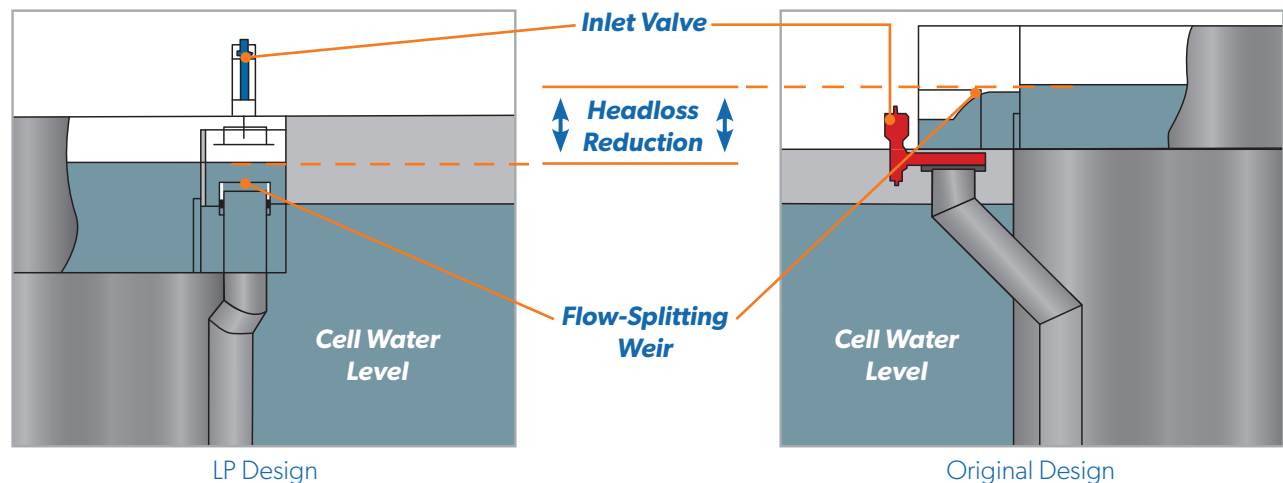 Inlet Valve
Headloss
Reduction
Flow-Splitting
Weir
Cell Water
Level
Cell Water
Level
LP Design
Original Design